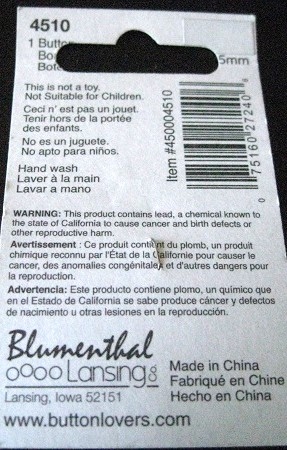 4510
1 Button
5mm
This is not a toy.
Not Suitable for Children.
Ceci n' est pas un jouet.
Tenir hors de la portée
des enfants.
No es un juguete.
No apto para niños.
Hand wash
Laver à la main
Lavar a mano
Item #450004510
0 75160 27240 8
WARNING: This product contains lead, a chemical known to the
state of California to cause cancer and birth defects or
other reproductive harm.
Avertissement : Ce produit contient du plomb, un produit
chimique reconnu par l'État de la Californie pour causer le
cancer, des anomalies congénitales et d'autres dangers pour
la reproduction.
Advertencia: Este producto contiene plomo, un químico que
en el Estado de California se sabe produce cáncer y defectos
de nacimiento u otras lesiones en la reproducción.
Blumenthal
Lansing co
Lansing, Iowa 52151
Made in China
Fabriqué en Chine
Hecho en China
www.buttonlovers.com